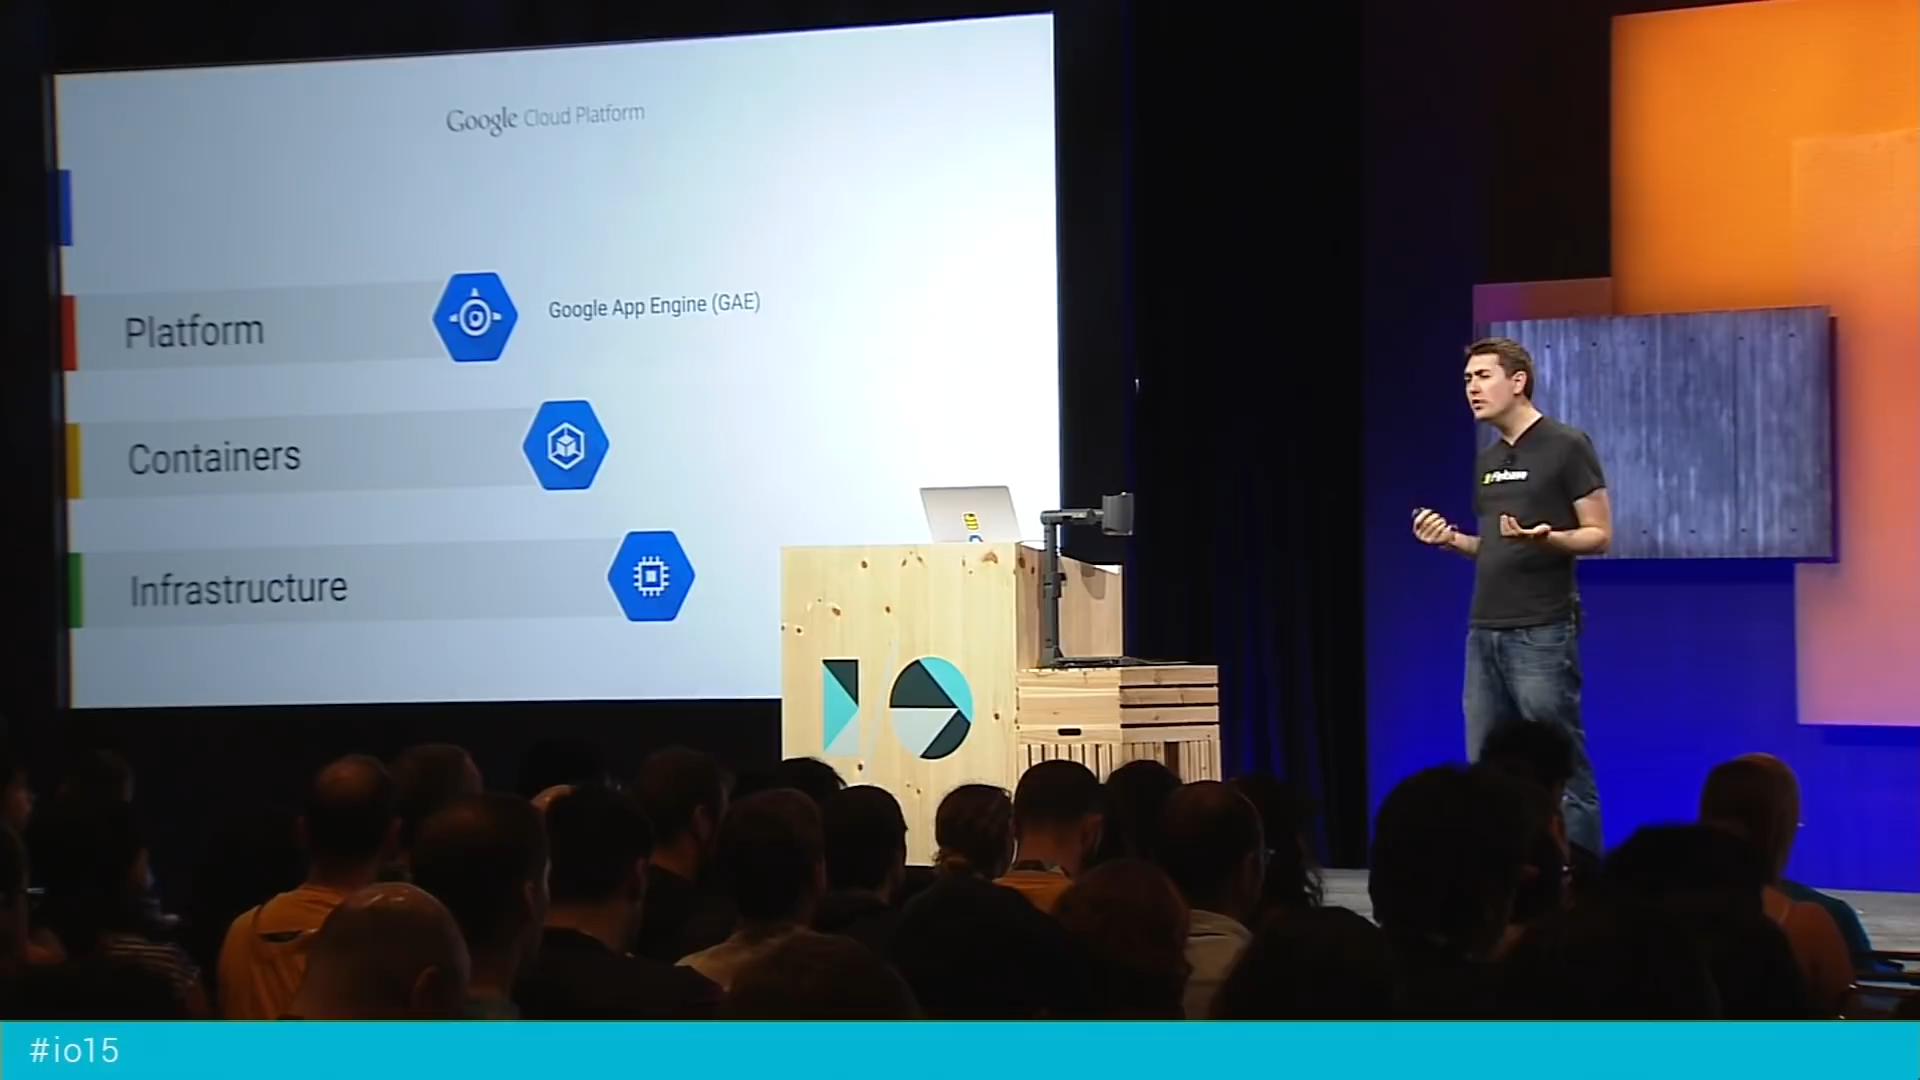 Google Cloud Platform
Platform
Google App Engine (GAE)
Containers
Infrastructure
#io15